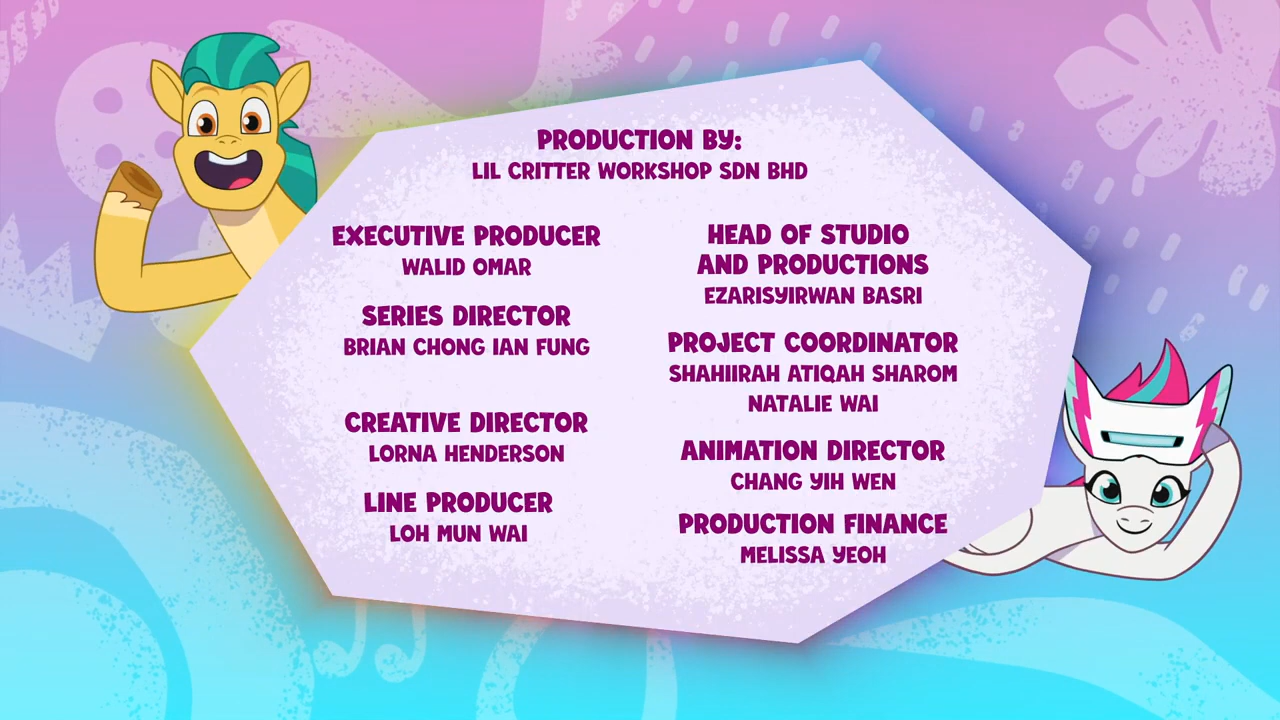 PRODUCTION BY:
LIL CRITTER WORKSHOP SDN BHD
EXECUTIVE PRODUCER
WALID OMAR
SERIES DIRECTOR
BRIAN CHONG IAN FUNG
CREATIVE DIRECTOR
LORNA HENDERSON
LINE PRODUCER
LOH MUN WAI
HEAD OF STUDIO
AND PRODUCTIONS
EZARISYIRWAN BASRI
PROJECT COORDINATOR
SHAHIIRAH ATIQAH SHAROM
NATALIE WAI
ANIMATION DIRECTOR
CHANG YIH WEN
PRODUCTION FINANCE
MELISSA YEOH